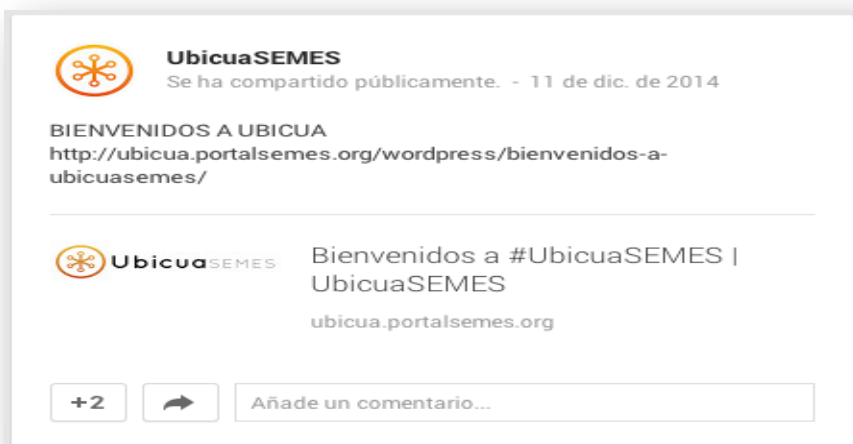 UbicuaSEMES
Se ha compartido públicamente. - 11 de dic. de 2014
BIENVENIDOS A UBICUA
http://ubicua.portalsemes.org/wordpress/bienvenidos-a-
ubicuasemes/
UbicuaSEMES
Bienvenidos a #UbicuaSEMES |
UbicuaSEMES
ubicua.portalsemes.org
+2
Añade un comentario...